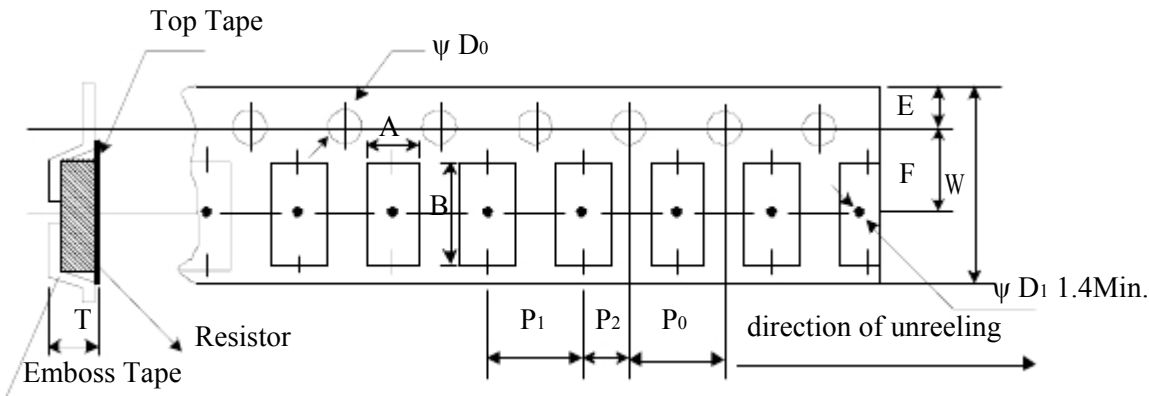 Top Tape
ψ D0
E
A
F
W
B
ψ D1 1.4Min.
P1
P2
P0
T
direction of unreeling
Resistor
Emboss Tape